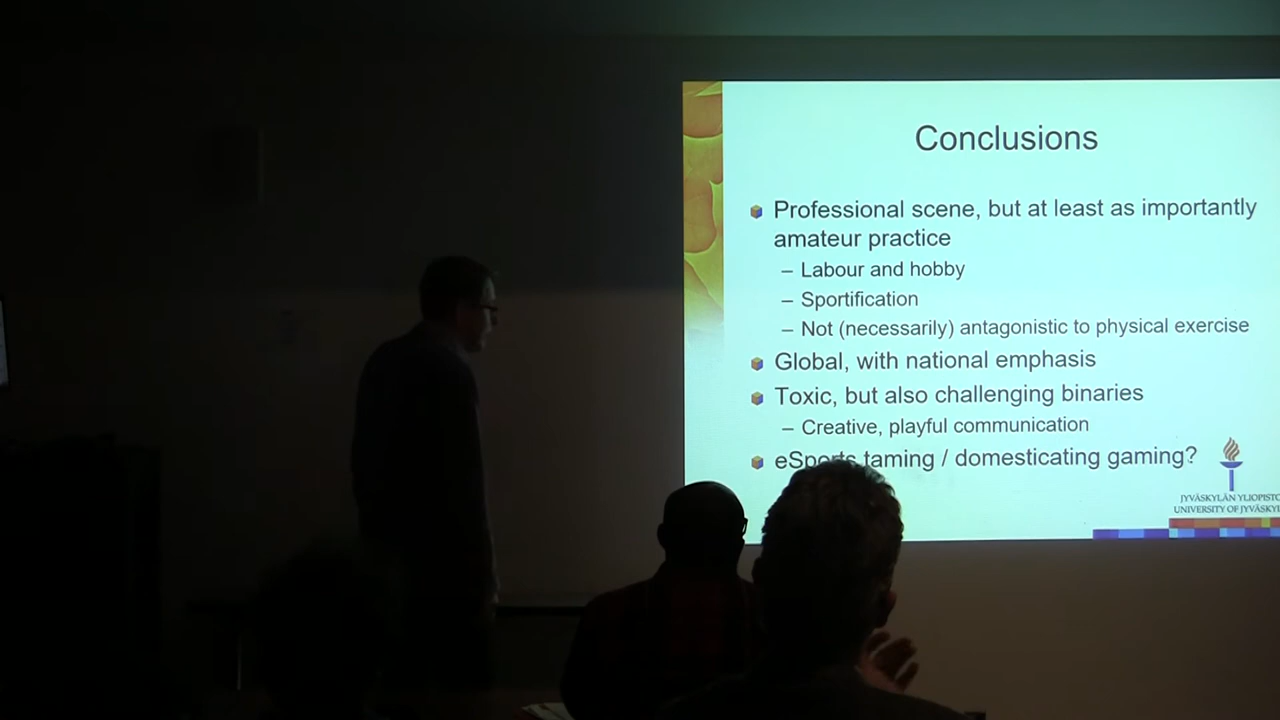 Conclusions
Professional scene, but at least as importantly
amateur practice
– Labour and hobby
– Sportification
– Not (necessarily) antagonistic to physical exercise
Global, with national emphasis
Toxic, but also challenging binaries
– Creative, playful communication
eSports taming / domesticating gaming?
JYVÄSKYLÄN YLIOPISTO
UNIVERSITY OF JYVÄSKY